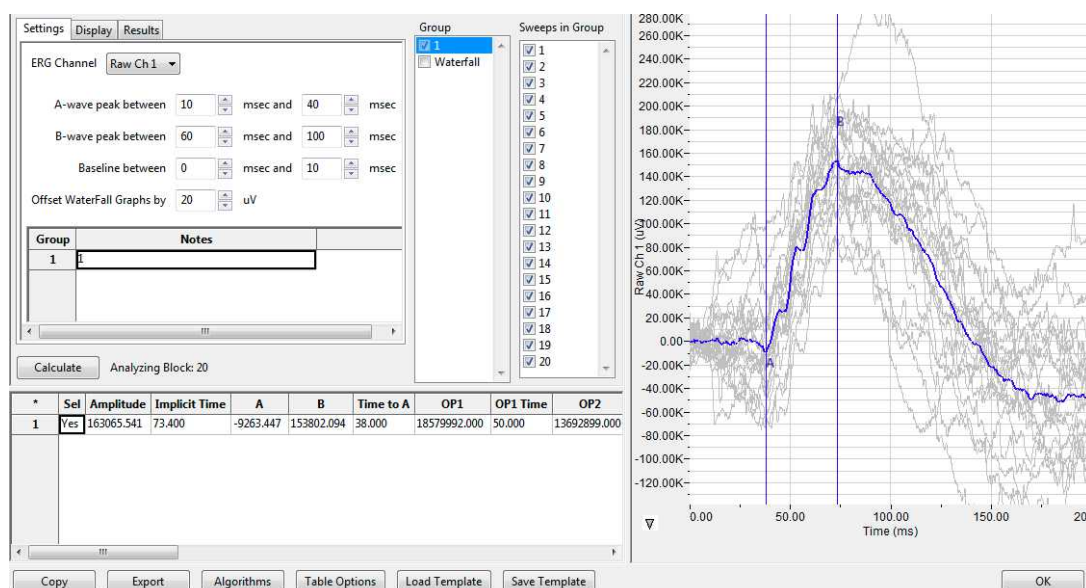 Settings Display Results
ERG Channel Raw Ch 1
A-wave peak between 10 msec and 40 msec
B-wave peak between 60 msec and 100 msec
Baseline between 0 msec and 10 msec
Offset WaterFall Graphs by 20 uV
Group Notes
1 1
Calculate Analyzing Block: 20
Group
1
Waterfall
Sweeps in Group
1
2
3
4
5
6
7
8
9
10
11
12
13
14
15
16
17
18
19
20
* Sel Amplitude Implicit Time A B Time to A OP1 OP1 Time OP2
1 Yes 163065.541 73.400 -9263.447 153802.094 38.000 18579992.000 50.000 13692899.000
280.00K
260.00K
240.00K
220.00K
200.00K
180.00K
160.00K
140.00K
120.00K
100.00K
80.00K
60.00K
40.00K
20.00K
0.00
-20.00K
-40.00K
-60.00K
-80.00K
-100.00K
-120.00K
Raw Ch 1 (uV)
B
A
0.00 50.00 100.00 150.00 20
Time (ms)
Copy Export Algorithms Table Options Load Template Save Template OK